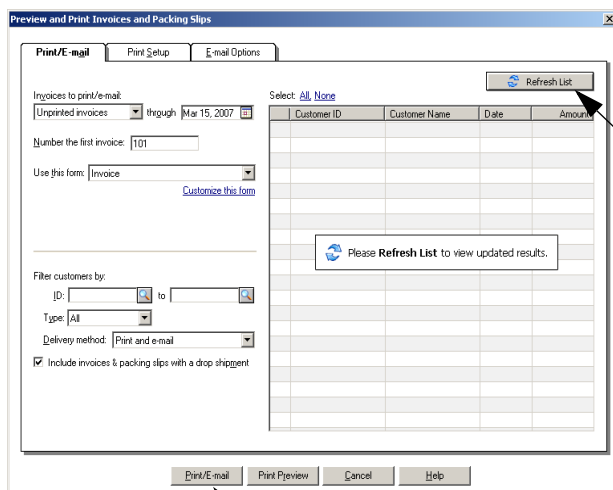 Preview and Print Invoices and Packing Slips
Print/E-mail Print Setup E-mail Options
Refresh List
Invoices to print/e-mail: Select: All, None
Unprinted invoices through Mar 15, 2007
Customer ID Customer Name Date Amount
Number the first invoice: 101
Use this form: Invoice
Customize this form
Please Refresh List to view updated results.
Filter customers by:
ID: to
Type: All
Delivery method: Print and e-mail
Include invoices & packing slips with a drop shipment
Print/E-mail Print Preview Cancel Help